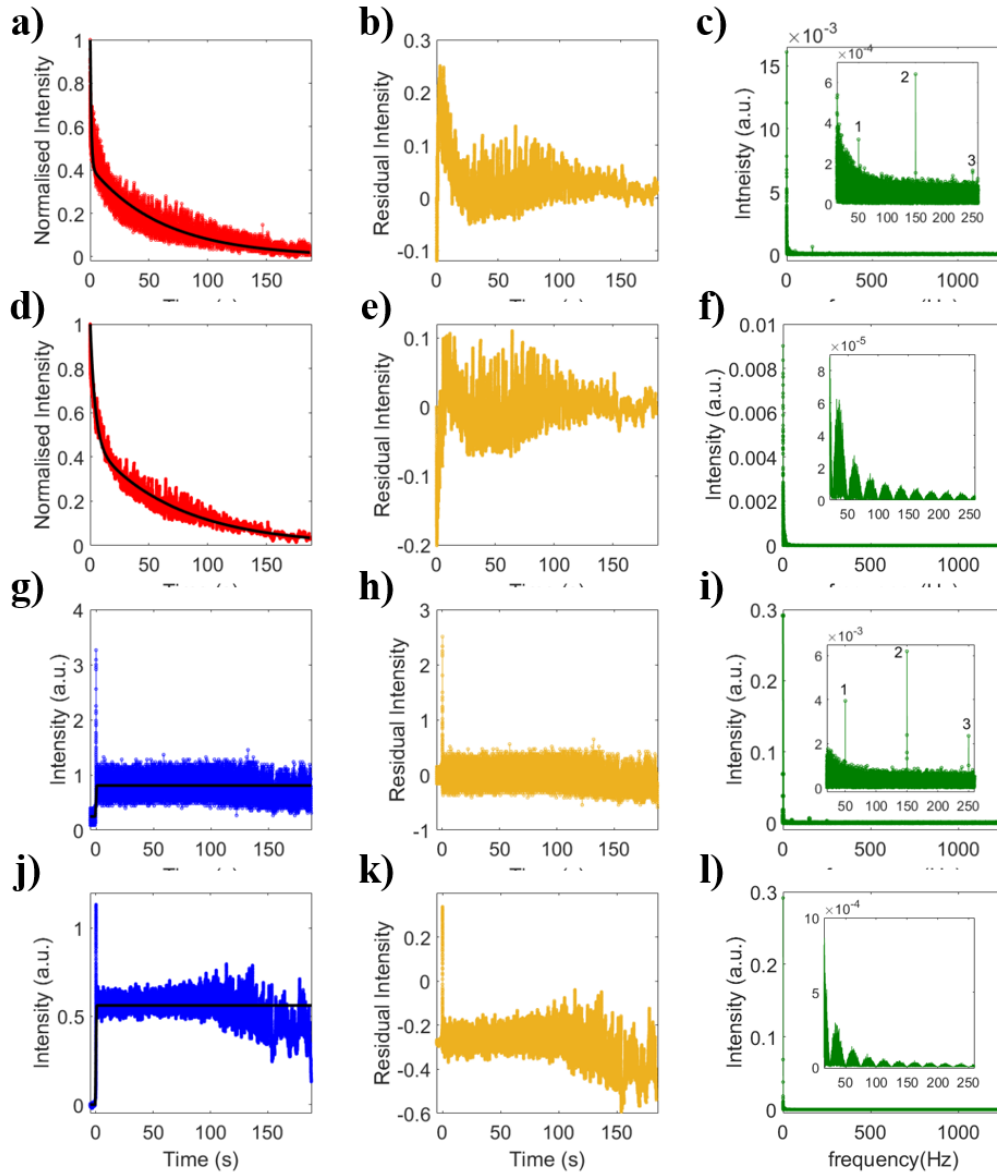 a) b) c)
×10⁻³
×10⁻⁴
Normalised Intensity
Residual Intensity
Intneisty (a.u.)
1 0.8 0.6 0.4 0.2 0
0.3 0.2 0.1 0 -0.1
15 10 5 0
6 4 2 0
1 2 3
50 150 250
0 50 100 150
0 50 100 150
0 500 1000
Time (s)
Time (s)
d) e) f)
Normalised Intensity
Residual Intensity
Intensity (a.u.)
1 0.8 0.6 0.4 0.2 0
0.1 0 -0.1 -0.2
0.01 0.008 0.006 0.004 0.002 0
×10⁻⁵
8 6 4 2 0
50 100 150 200 250
0 50 100 150
0 50 100 150
0 500 1000
Time (s)
Time (s)
g) h) i)
Intensity (a.u.)
Residual Intensity
Intensity (a.u.)
4 3 2 1 0
3 2 1 0 -1
0.3 0.2 0.1 0
×10⁻³
6 4 2 0
1 2 3
50 100 150 200 250
0 50 100 150
0 50 100 150
0 500 1000
Time (s)
Time (s)
j) k) l)
Intensity (a.u.)
Residual Intensity
Intensity (a.u.)
1 0.5 0
0.2 0 -0.2 -0.4 -0.6
0.3 0.2 0.1 0
×10⁻⁴
10 5 0
50 100 150 200 250
0 50 100 150
0 50 100 150
0 500 1000
Time (s)
Time (s)
frequency(Hz)